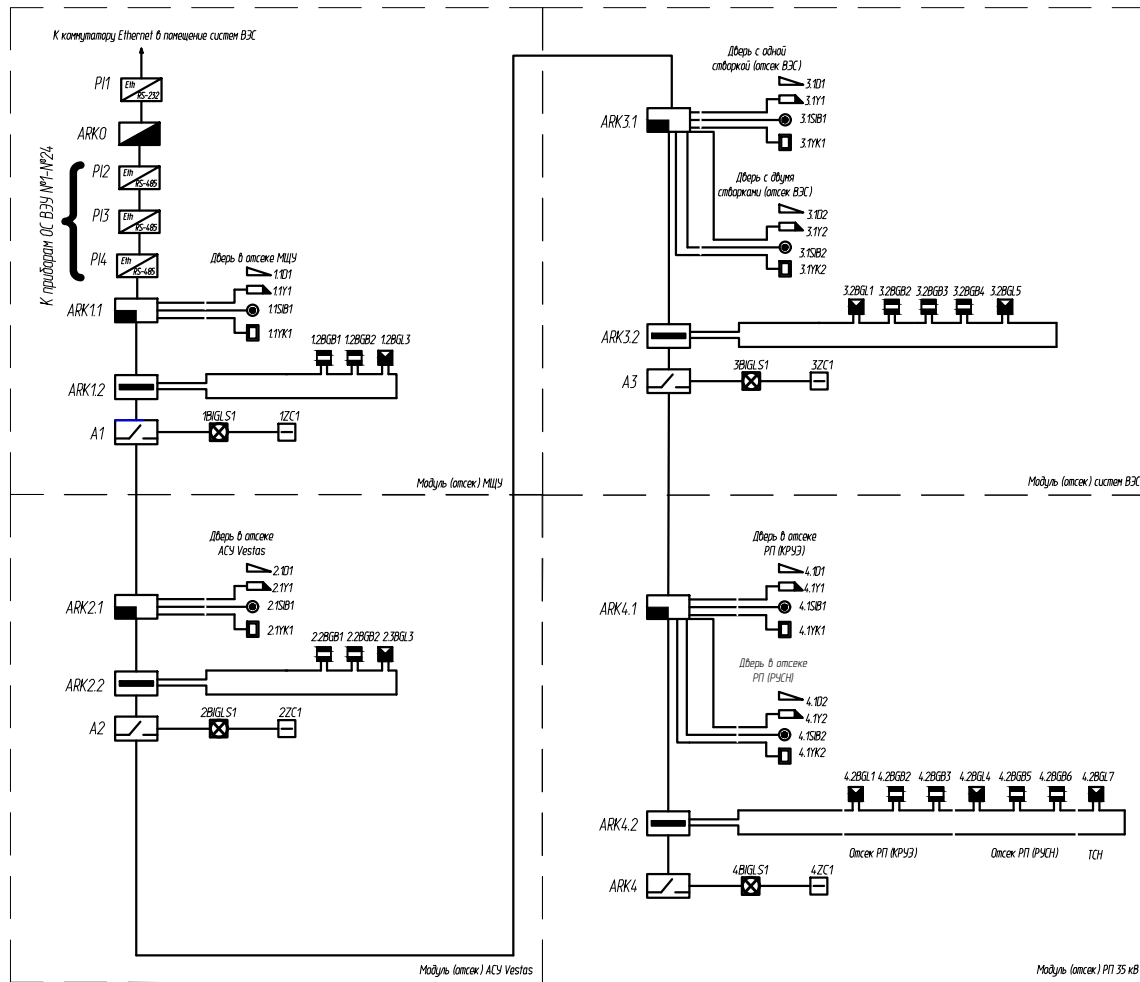 К коммутатору Ethernet в помещение систем ВЭС
PI1
Eth
RS-232
ARK0
К приборам ОС ВЭУ №1-№24
PI2
Eth
RS-485
PI3
Eth
RS-485
PI4
Eth
RS-485
ARK1.1
Дверь в отсеке МЩУ
1.1D1
1.1Y1
1.1SIB1
1.1YK1
ARK1.2
1.2BGB1 1.2BGB2 1.2BGL3
A1
1BIGLS1
1ZC1
Модуль (отсек) МЩУ
Дверь в отсеке
АСУ Vestas
2.1D1
2.1Y1
2.1SIB1
2.1YK1
ARK2.1
2.2BGB1 2.2BGB2 2.3BGL3
ARK2.2
A2
2BIGLS1
2ZC1
Модуль (отсек) АСУ Vestas
Дверь с одной
створкой (отсек ВЭС)
3.1D1
3.1Y1
3.1SIB1
3.1YK1
ARK3.1
Дверь с двумя
створками (отсек ВЭС)
3.1D2
3.1Y2
3.1SIB2
3.1YK2
3.2BGL1 3.2BGB2 3.2BGB3 3.2BGB4 3.2BGL5
ARK3.2
A3
3BIGLS1
3ZC1
Модуль (отсек) систем ВЭС
Дверь в отсеке
РП (КРУЭ)
4.1D1
4.1Y1
4.1SIB1
4.1YK1
ARK4.1
Дверь в отсеке
РП (РУСН)
4.1D2
4.1Y2
4.1SIB2
4.1YK2
4.2BGL1 4.2BGB2 4.2BGB3 4.2BGL4 4.2BGB5 4.2BGB6 4.2BGL7
ARK4.2
Отсек РП (КРУЭ)
Отсек РП (РУСН)
ТСН
ARK4
4BIGLS1
4ZC1
Модуль (отсек) РП 35 кВ